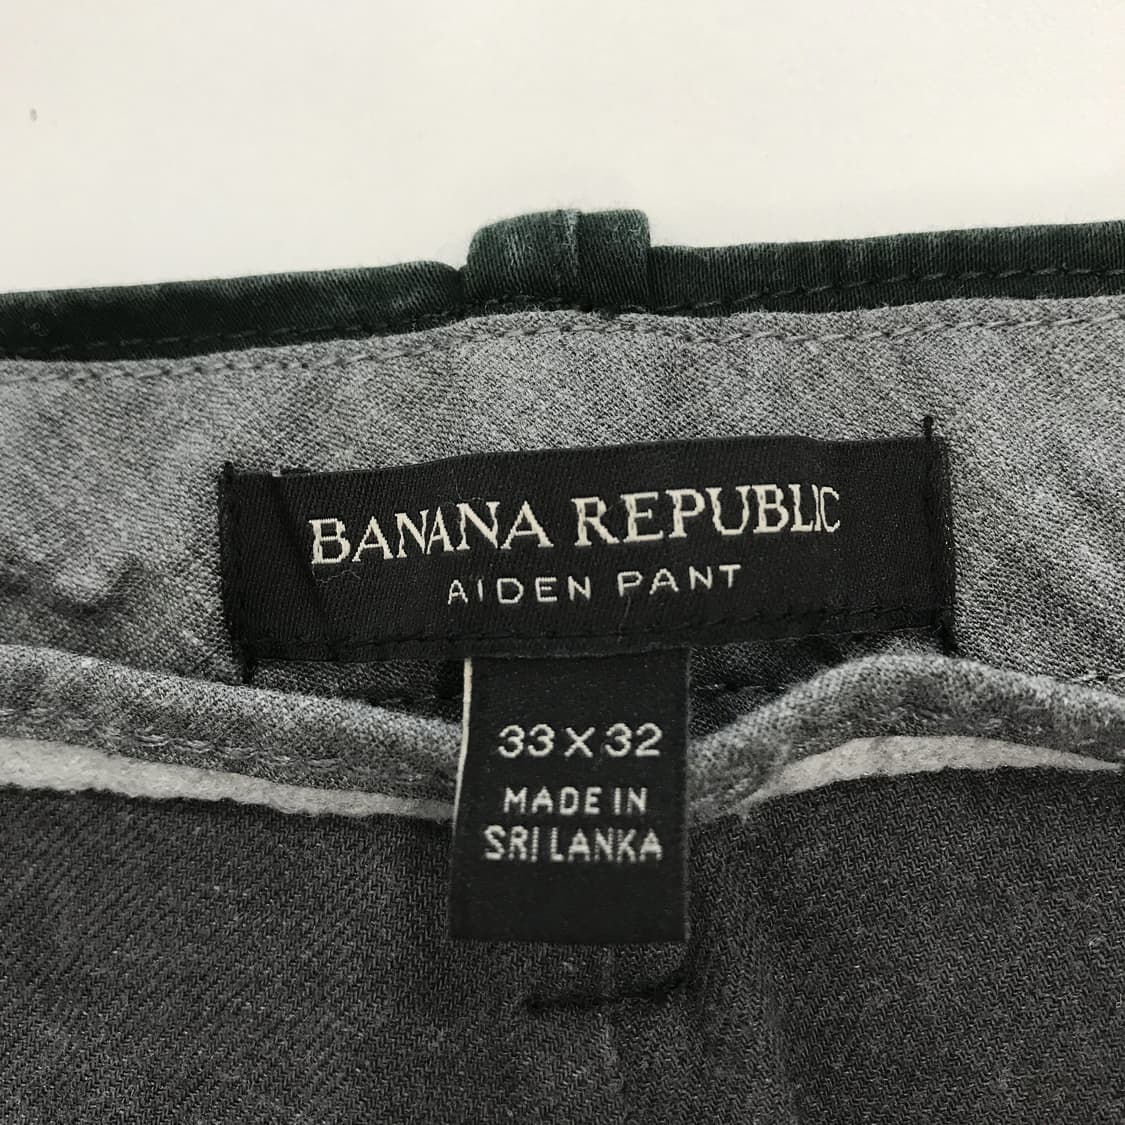 BANANA REPUBLIC
AIDEN PANT
33 X 32
MADE IN
SRI LANKA